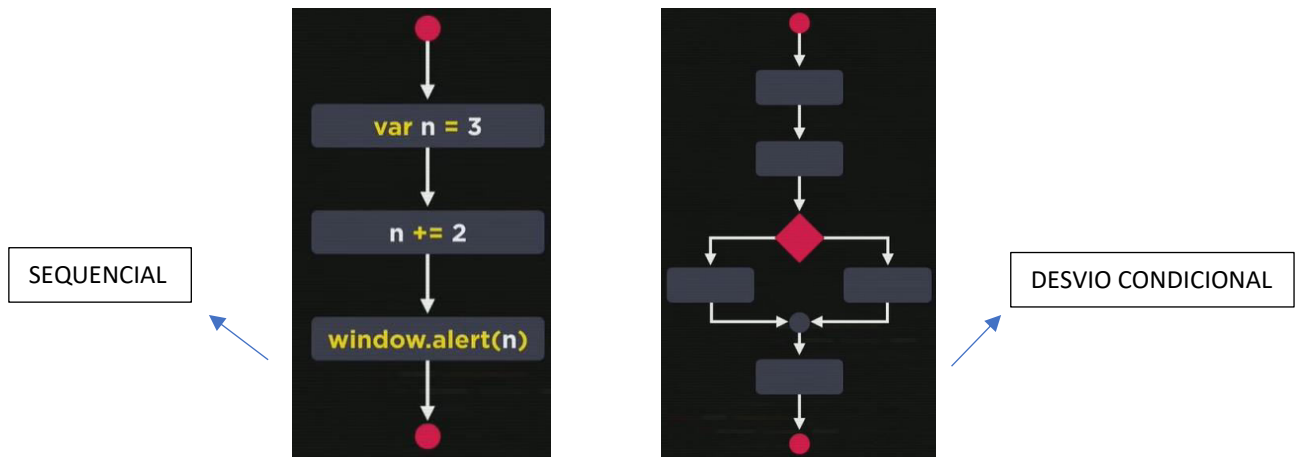 var n = 3
n += 2
window.alert(n)
SEQUENCIAL
DESVIO CONDICIONAL